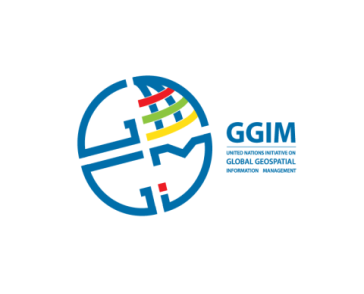 GGIM
UNITED NATIONS INITIATIVE ON
GLOBAL GEOSPATIAL
INFORMATION MANAGEMENT